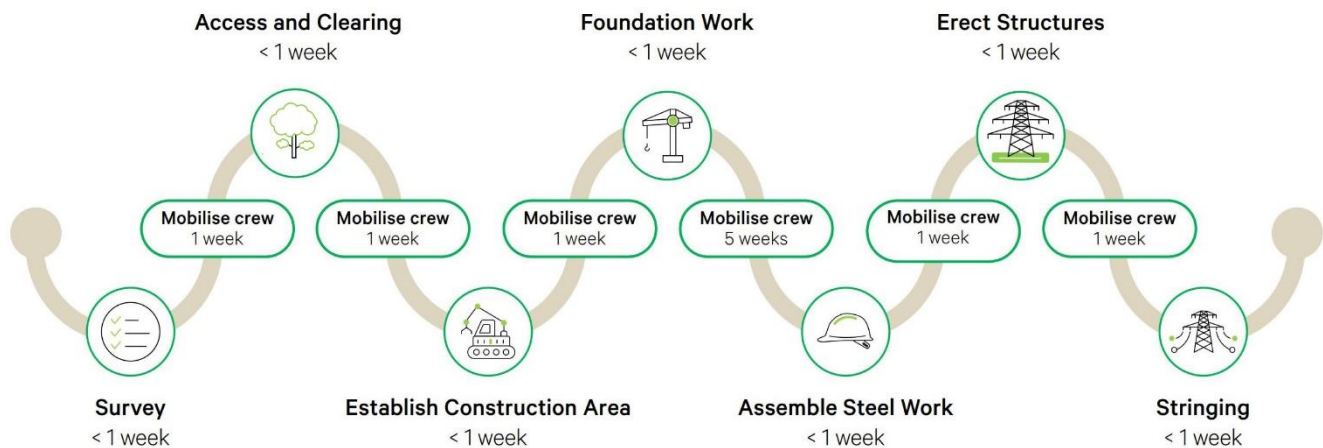 Access and Clearing
< 1 week
Foundation Work
< 1 week
Erect Structures
< 1 week
Mobilise crew
1 week
Mobilise crew
1 week
Mobilise crew
1 week
Mobilise crew
5 weeks
Mobilise crew
1 week
Mobilise crew
1 week
Survey
< 1 week
Establish Construction Area
< 1 week
Assemble Steel Work
< 1 week
Stringing
< 1 week